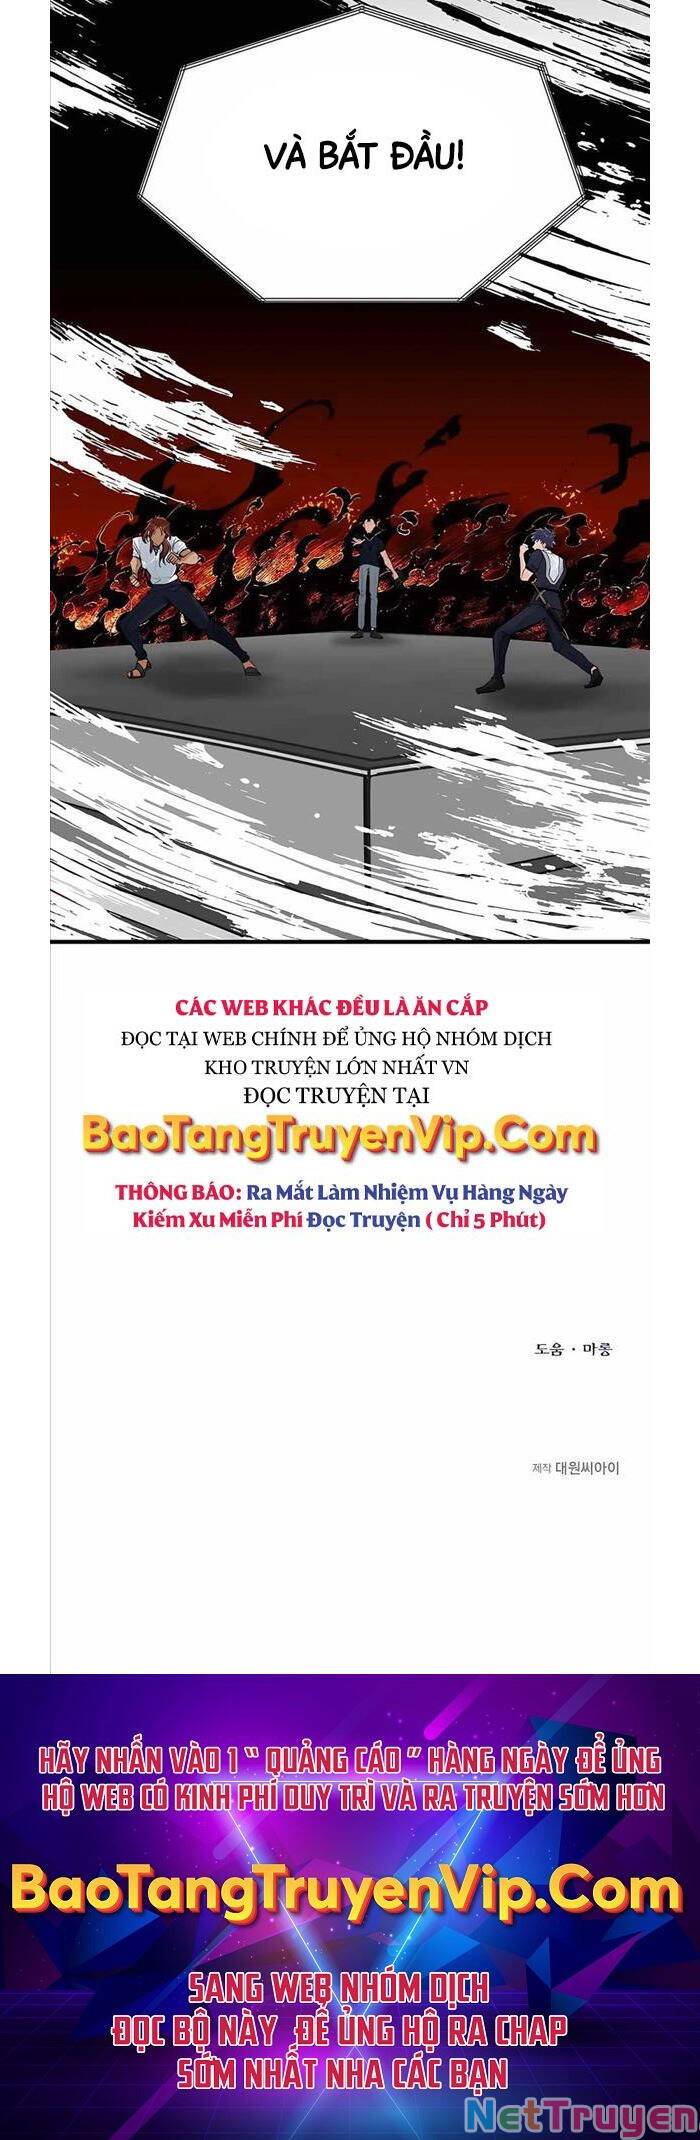 VÀ BẮT ĐẦU!
CÁC WEB KHÁC ĐỀU LÀ ĂN CẮP
ĐỌC TẠI WEB CHÍNH ĐỂ ỦNG HỘ NHÓM DỊCH
KHO TRUYỆN LỚN NHẤT VN
ĐỌC TRUYỆN TẠI
BaoTangTruyenVip.Com
THÔNG BÁO: Ra Mắt Làm Nhiệm Vụ Hàng Ngày
Kiếm Xu Miễn Phí Đọc Truyện ( Chỉ 5 Phút)
도움 · 먀롱
제작 대원씨아이
HÃY NHẤN VÀO 1 “ QUẢNG CÁO ” HÀNG NGÀY ĐỂ ỦNG
HỘ WEB CÓ KINH PHÍ DUY TRÌ VÀ RA TRUYỆN SỚM HƠN
BaoTangTruyenVip.Com
SANG WEB NHÓM DỊCH
ĐỌC BỘ NÀY ĐỂ ỦNG HỘ RA CHAP
SỚM NHẤT NHA CÁC BẠN
NetTruyen